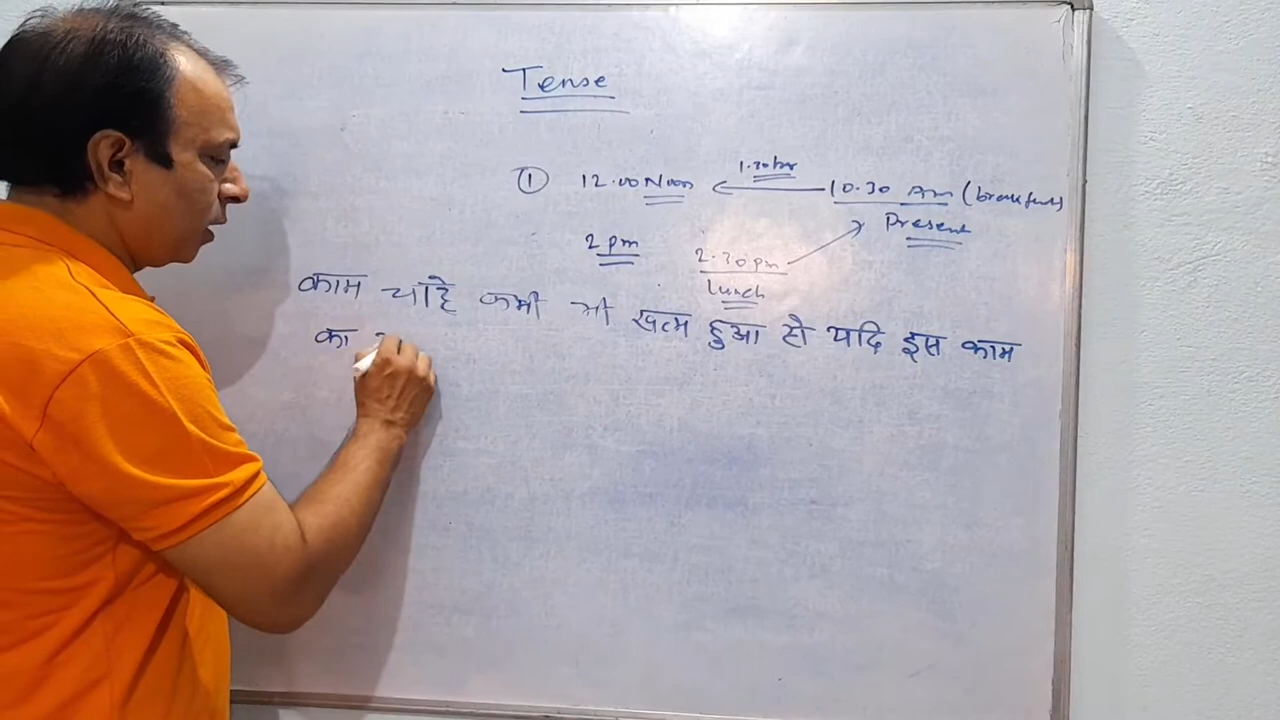 Tense
1.30 hr
① 12.00 Noon 10.30 Am (breakfast)
Present
2 pm 2.30 pm
Lunch
काम चाहे कभी भी खत्म हुआ हो यदि इस काम
का